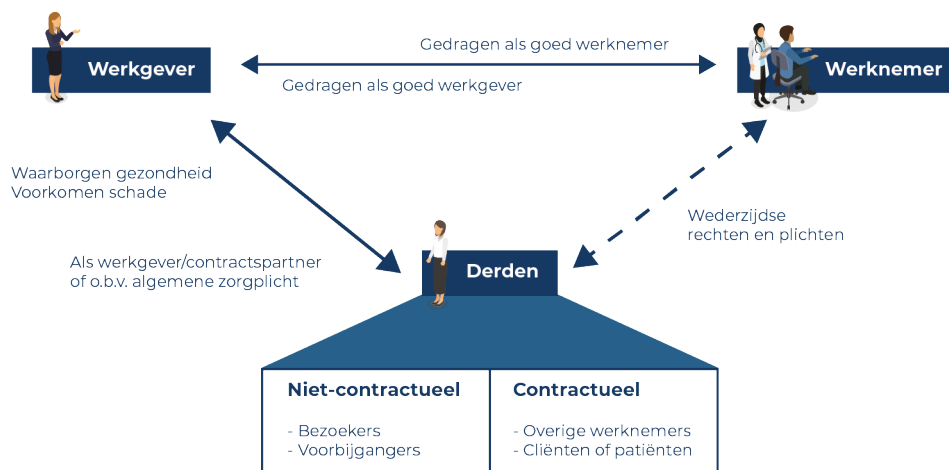 Gedragen als goed werknemer
Werkgever
Werknemer
Gedragen als goed werkgever
Waarborgen gezondheid
Voorkomen schade
Wederzijdse
rechten en plichten
Als werkgever/contractspartner
of o.b.v. algemene zorgplicht
Derden
Niet-contractueel
- Bezoekers
- Voorbijgangers
Contractueel
- Overige werknemers
- Cliënten of patiënten